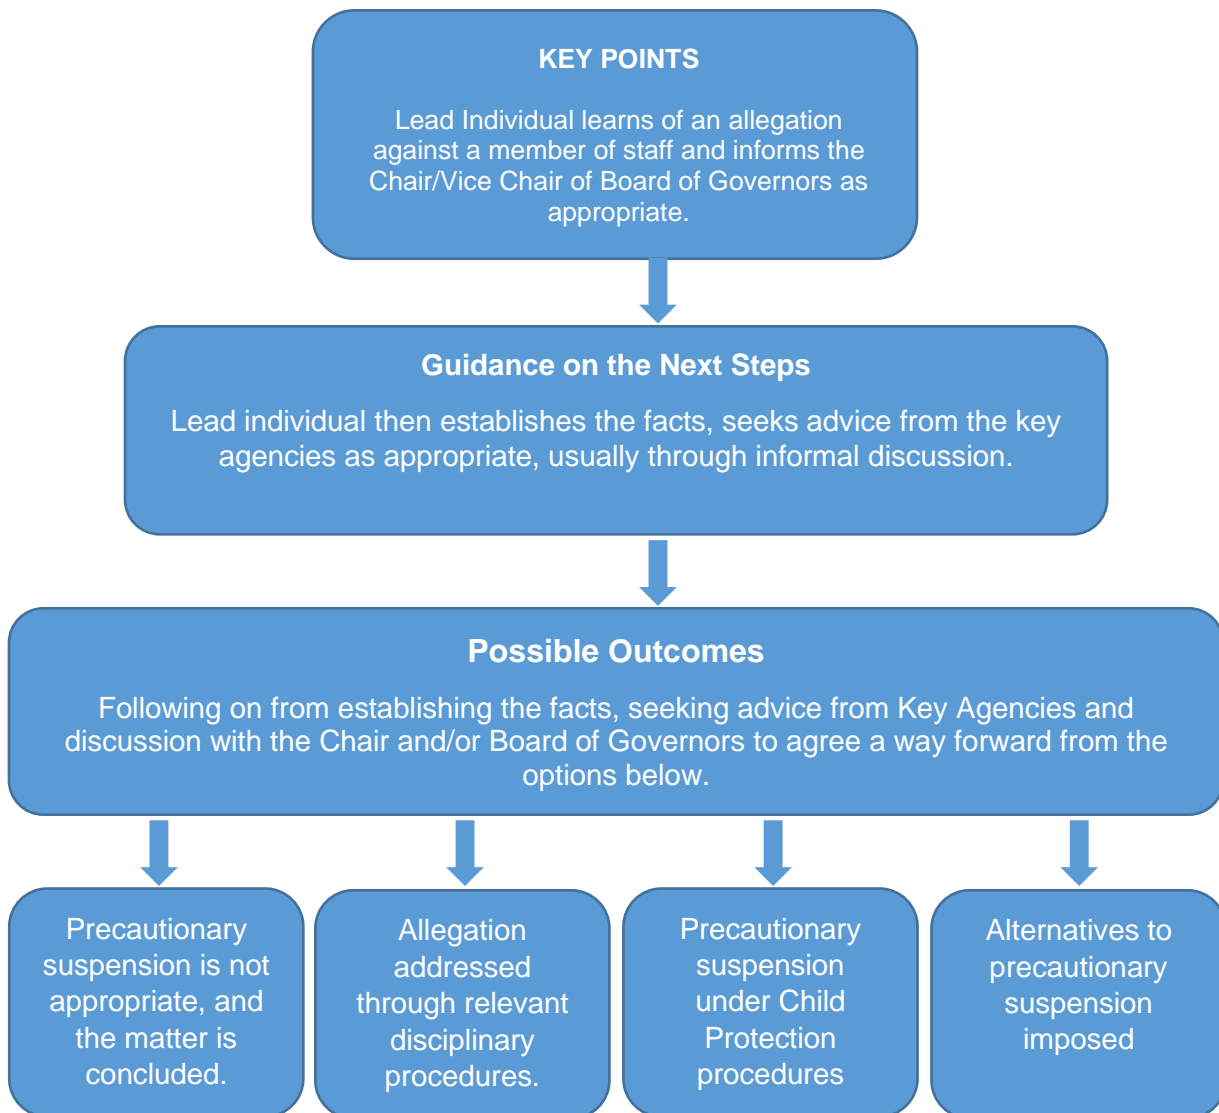 KEY POINTS
Lead Individual learns of an allegation
against a member of staff and informs the
Chair/Vice Chair of Board of Governors as
appropriate.
Guidance on the Next Steps
Lead individual then establishes the facts, seeks advice from the key
agencies as appropriate, usually through informal discussion.
Possible Outcomes
Following on from establishing the facts, seeking advice from Key Agencies and
discussion with the Chair and/or Board of Governors to agree a way forward from the
options below.
Precautionary
suspension is not
appropriate, and
the matter is
concluded.
Allegation
addressed
through relevant
disciplinary
procedures.
Precautionary
suspension
under Child
Protection
procedures
Alternatives to
precautionary
suspension
imposed